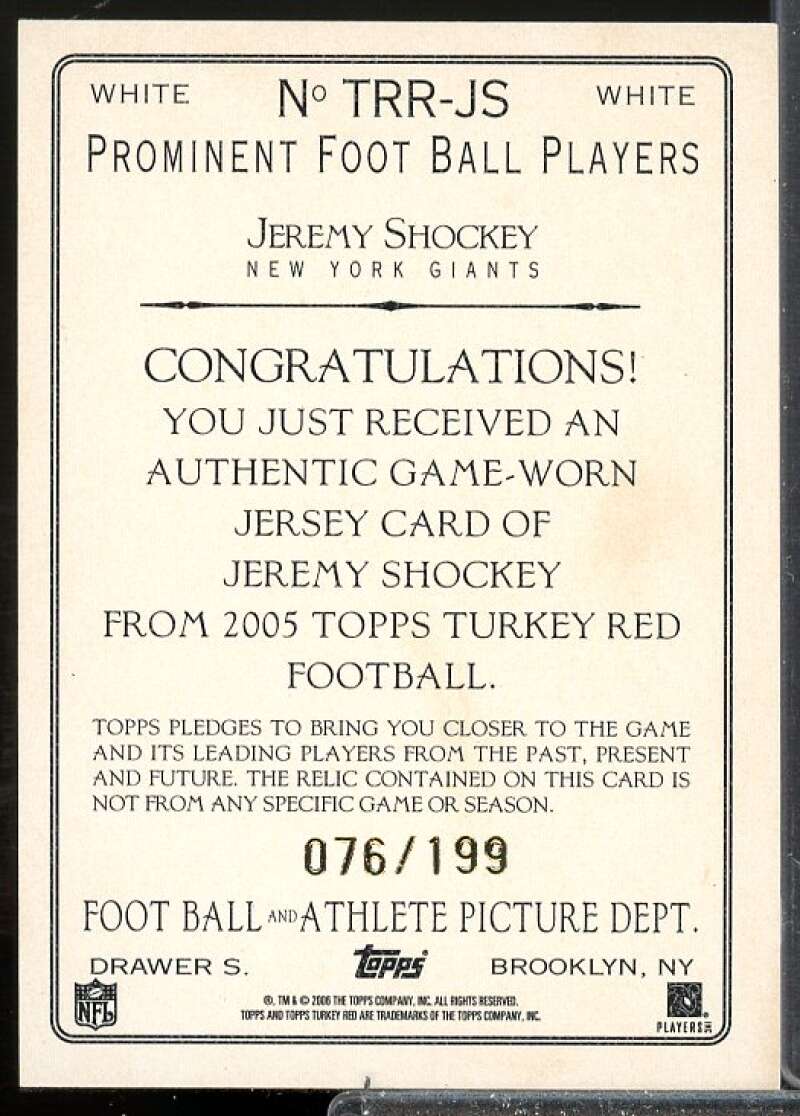 WHITE Nº TRR-JS WHITE
PROMINENT FOOT BALL PLAYERS
JEREMY SHOCKEY
NEW YORK GIANTS
CONGRATULATIONS!
YOU JUST RECEIVED AN
AUTHENTIC GAME-WORN
JERSEY CARD OF
JEREMY SHOCKEY
FROM 2005 TOPPS TURKEY RED
FOOTBALL.
TOPPS PLEDGES TO BRING YOU CLOSER TO THE GAME
AND ITS LEADING PLAYERS FROM THE PAST, PRESENT
AND FUTURE. THE RELIC CONTAINED ON THIS CARD IS
NOT FROM ANY SPECIFIC GAME OR SEASON.
076/199
FOOT BALL AND ATHLETE PICTURE DEPT.
DRAWER S. Topps BROOKLYN, NY
NFL
®, TM & © 2006 THE TOPPS COMPANY, INC. ALL RIGHTS RESERVED.
TOPPS AND TOPPS TURKEY RED ARE TRADEMARKS OF THE TOPPS COMPANY, INC.
PLAYERS INC